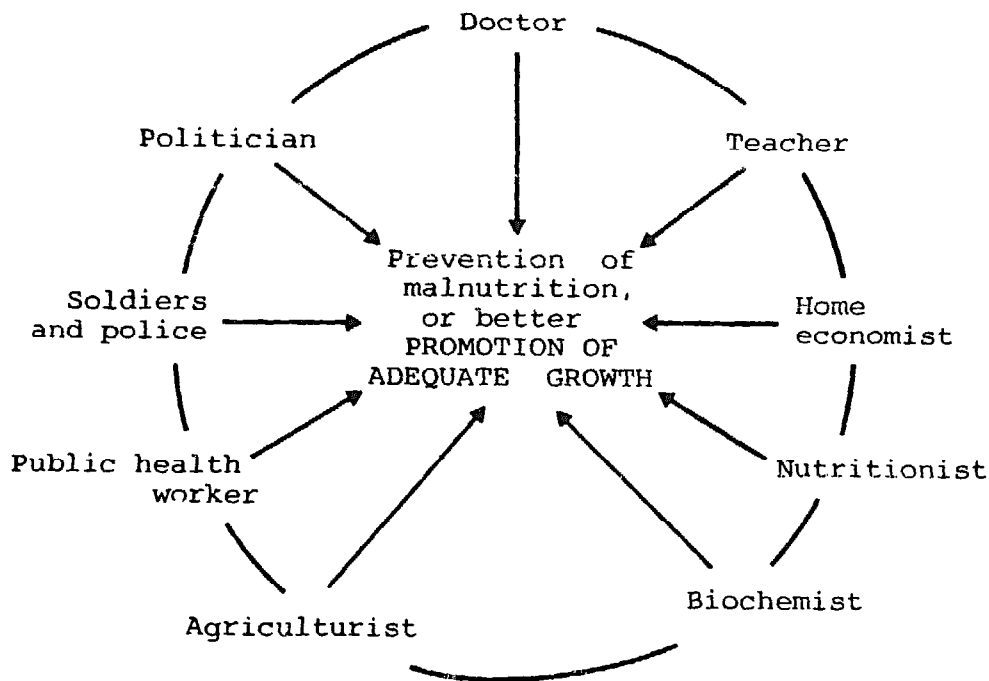 Doctor
Politician
Teacher
Prevention of
malnutrition,
or better
PROMOTION OF
ADEQUATE GROWTH
Soldiers
and police
Home
economist
Public health
worker
Nutritionist
Agriculturist
Biochemist